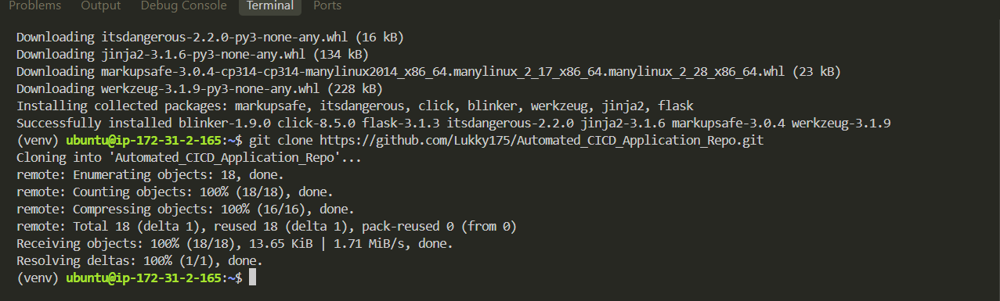 Problems Output Debug Console Terminal Ports
Downloading itsdangerous-2.2.0-py3-none-any.whl (16 kB)
Downloading jinja2-3.1.6-py3-none-any.whl (134 kB)
Downloading markupsafe-3.0.4-cp314-cp314-manylinux2014_x86_64.manylinux_2_17_x86_64.manylinux_2_28_x86_64.whl (23 kB)
Downloading werkzeug-3.1.9-py3-none-any.whl (228 kB)
Installing collected packages: markupsafe, itsdangerous, click, blinker, werkzeug, jinja2, flask
Successfully installed blinker-1.9.0 click-8.5.0 flask-3.1.3 itsdangerous-2.2.0 jinja2-3.1.6 markupsafe-3.0.4 werkzeug-3.1.9
(venv) ubuntu@ip-172-31-2-165:~$ git clone https://github.com/Lukky175/Automated_CICD_Application_Repo.git
Cloning into 'Automated_CICD_Application_Repo'...
remote: Enumerating objects: 18, done.
remote: Counting objects: 100% (18/18), done.
remote: Compressing objects: 100% (16/16), done.
remote: Total 18 (delta 1), reused 18 (delta 1), pack-reused 0 (from 0)
Receiving objects: 100% (18/18), 13.65 KiB | 1.71 MiB/s, done.
Resolving deltas: 100% (1/1), done.
(venv) ubuntu@ip-172-31-2-165:~$